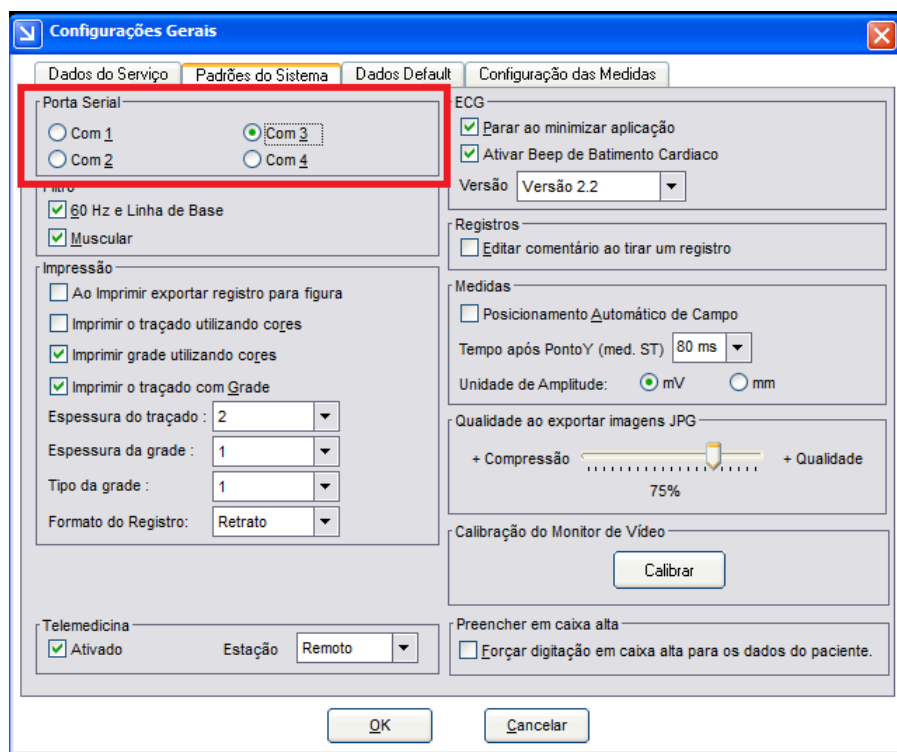 Configurações Gerais
Dados do Serviço
Padrões do Sistema
Dados Default
Configuração das Medidas
Porta Serial
Com 1
Com 3
Com 2
Com 4
Filtro
60 Hz e Linha de Base
Muscular
Impressão
Ao Imprimir exportar registro para figura
Imprimir o traçado utilizando cores
Imprimir grade utilizando cores
Imprimir o traçado com Grade
Espessura do traçado : 2
Espessura da grade : 1
Tipo da grade : 1
Formato do Registro: Retrato
Telemedicina
Ativado Estação Remoto
ECG
Parar ao minimizar aplicação
Ativar Beep de Batimento Cardiaco
Versão Versão 2.2
Registros
Editar comentário ao tirar um registro
Medidas
Posicionamento Automático de Campo
Tempo após PontoY (med. ST) 80 ms
Unidade de Amplitude: mV mm
Qualidade ao exportar imagens JPG
+ Compressão + Qualidade
75%
Calibração do Monitor de Vídeo
Calibrar
Preencher em caixa alta
Forçar digitação em caixa alta para os dados do paciente.
OK
Cancelar